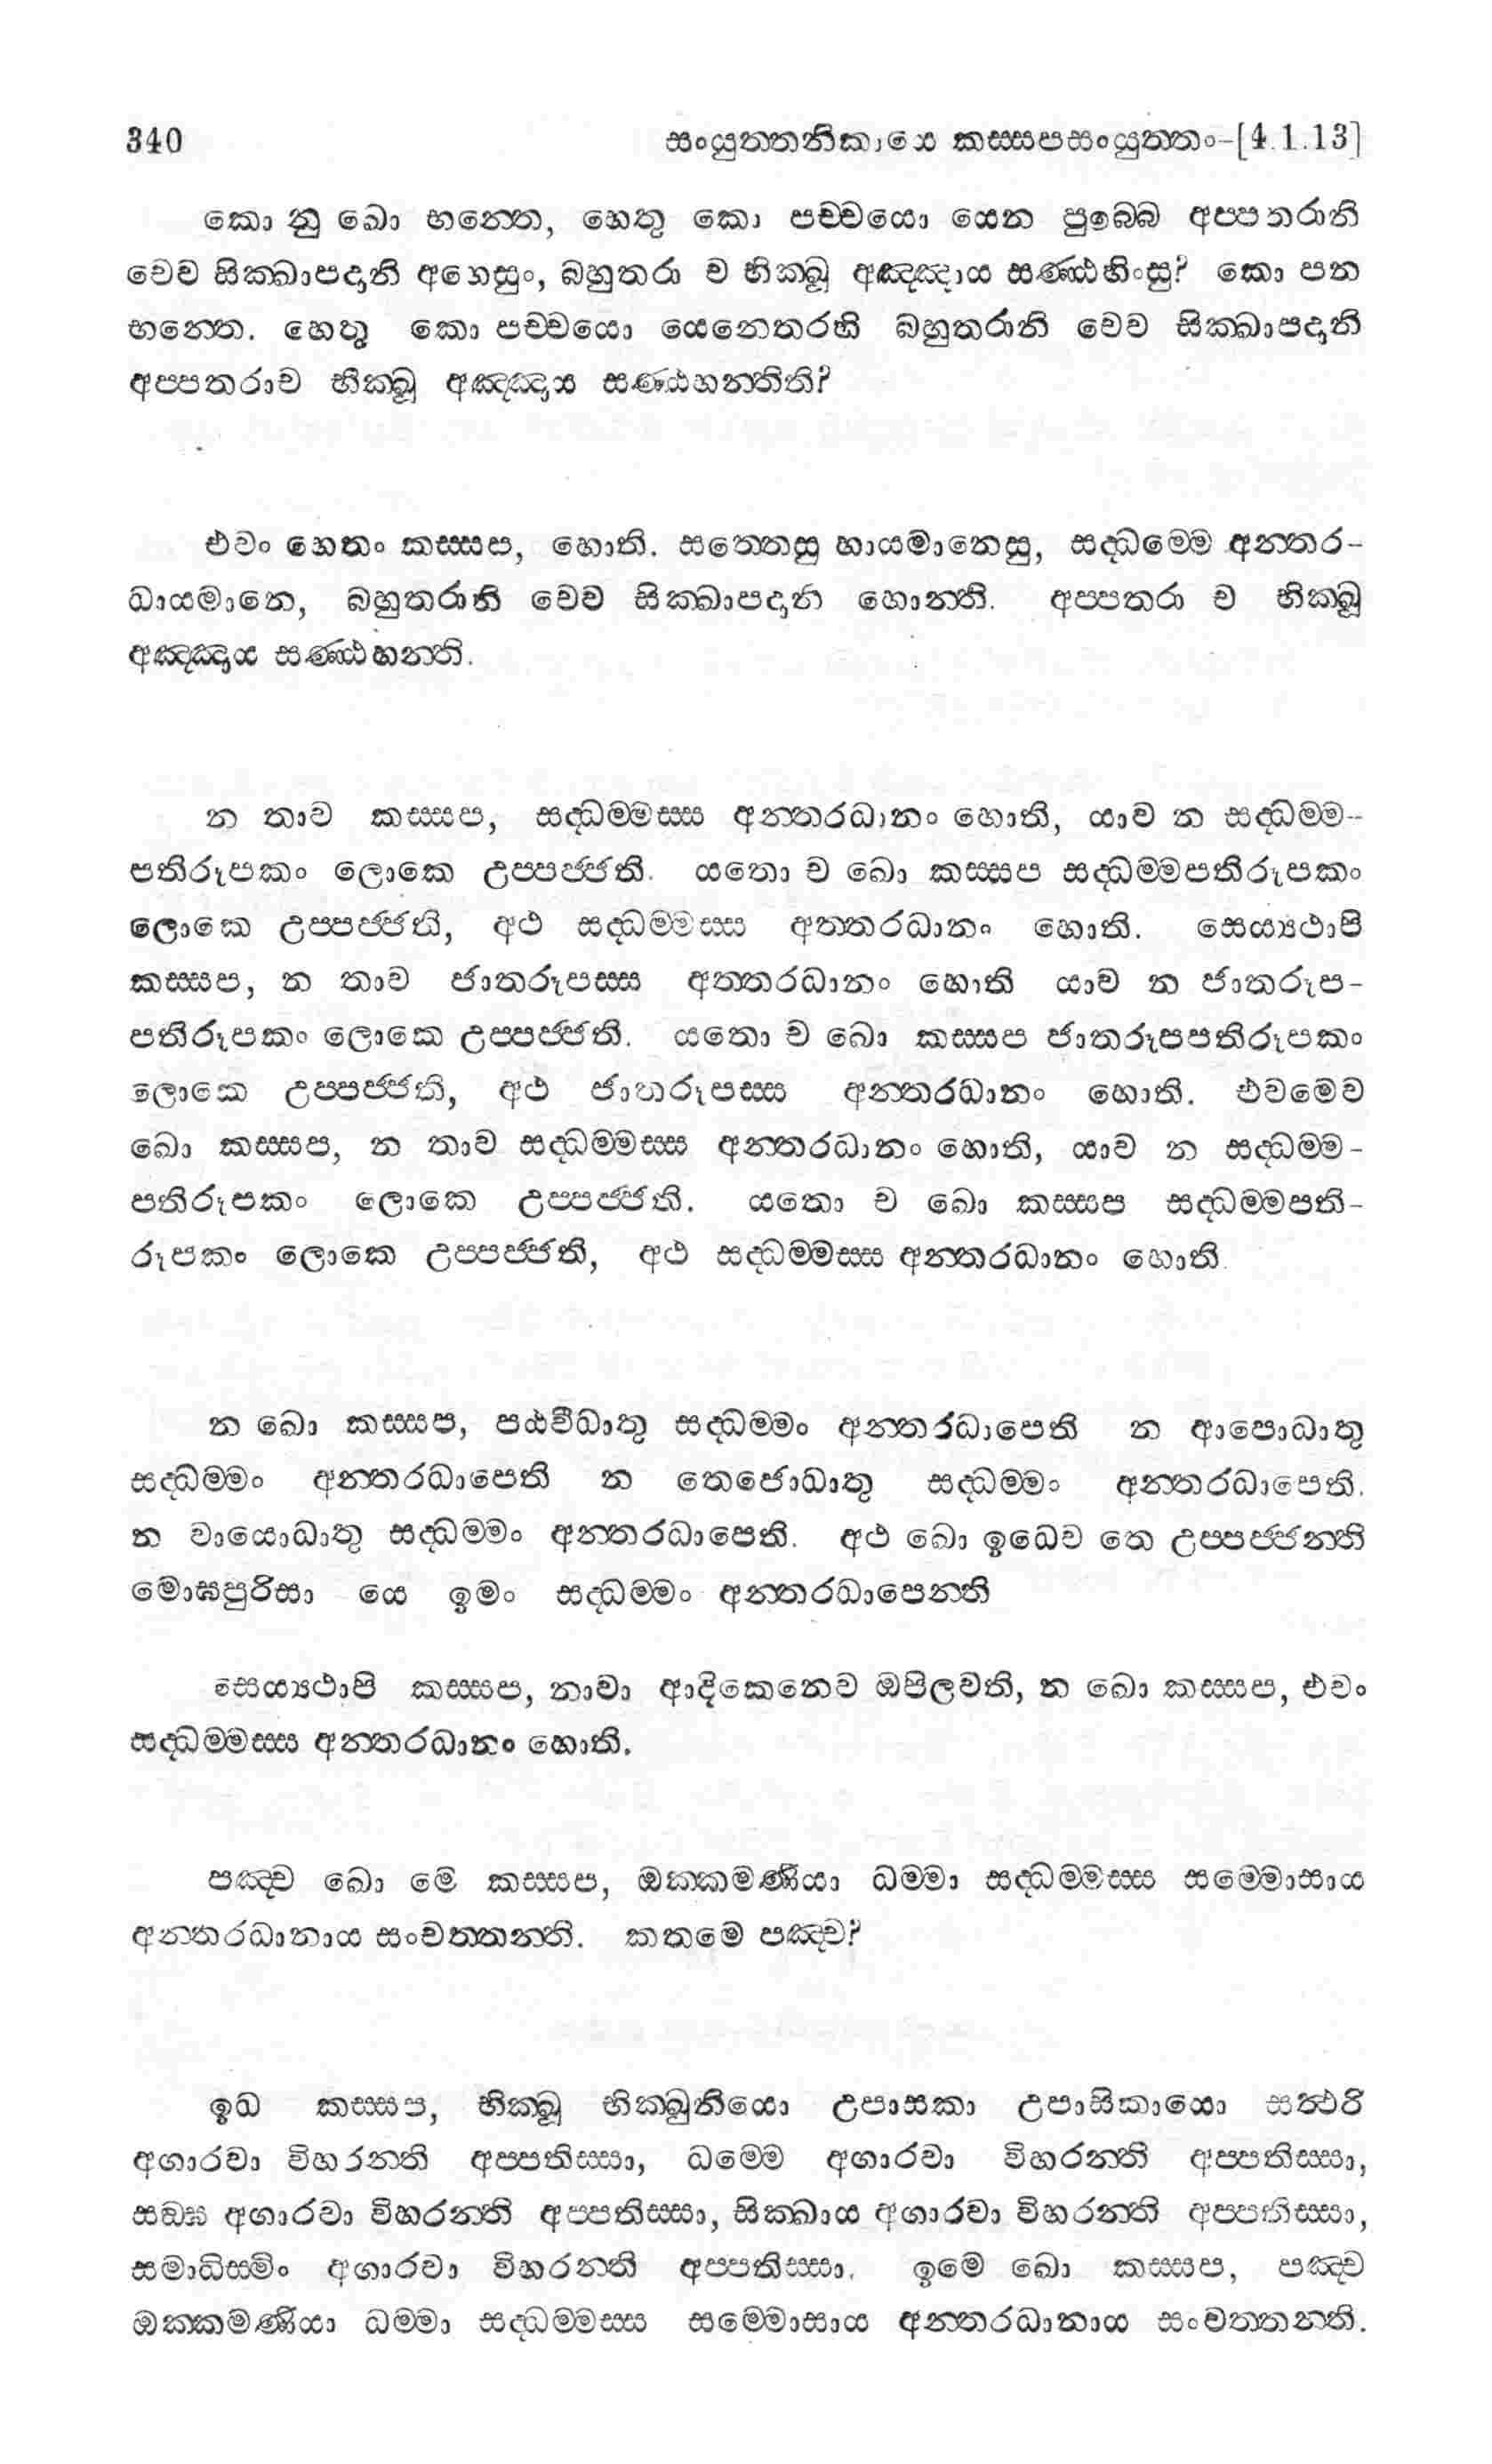 340 සංයුත්තනිකායෙ කස්සපසංයුත්තං-[4.1.13]
කො නු ඛො භන්තෙ, හෙතු කො පච්චයො යෙන පුබ්බෙ අප්පතරානි
චෙව සික්ඛාපදානි අහෙසුං, බහුතරා ච භික්ඛූ අඤ්ඤාය සණ්ඨහිංසු? කො පන
භන්තෙ. හෙතු කො පච්චයො යෙනෙතරහි බහුතරානි චෙව සික්ඛාපදානි
අප්පතරාච භික්ඛූ අඤ්ඤාය සණ්ඨහන්තීති?
එවං හෙතං කස්සප, හොති. සත්තෙසු හායමානෙසු, සද්ධම්මෙ අන්තර-
ධායමානෙ, බහුතරානි චෙව සික්ඛාපදානි හොන්ති. අප්පතරා ච භික්ඛූ
අඤ්ඤාය සණ්ඨහන්ති.
න තාව කස්සප, සද්ධම්මස්ස අන්තරධානං හොති, යාව න සද්ධම්ම-
පතිරූපකං ලොකෙ උප්පජ්ජති. යතො ච ඛො කස්සප සද්ධම්මපතිරූපකං
ලොකෙ උප්පජ්ජති, අථ සද්ධම්මස්ස අන්තරධානං හොති. සෙය්‍යථාපි
කස්සප, න තාව ජාතරූපස්ස අන්තරධානං හොති යාව න ජාතරූප-
පතිරූපකං ලොකෙ උප්පජ්ජති. යතො ච ඛො කස්සප ජාතරූපපතිරූපකං
ලොකෙ උප්පජ්ජති, අථ ජාතරූපස්ස අන්තරධානං හොති. එවමෙව
ඛො කස්සප, න තාව සද්ධම්මස්ස අන්තරධානං හොති, යාව න සද්ධම්ම-
පතිරූපකං ලොකෙ උප්පජ්ජති. යතො ච ඛො කස්සප සද්ධම්මපති-
රූපකං ලොකෙ උප්පජ්ජති, අථ සද්ධම්මස්ස අන්තරධානං හොති.
න ඛො කස්සප, පඨවීධාතු සද්ධම්මං අන්තරධාපෙති න ආපොධාතු
සද්ධම්මං අන්තරධාපෙති න තෙජොධාතු සද්ධම්මං අන්තරධාපෙති.
න වායොධාතු සද්ධම්මං අන්තරධාපෙති. අථ ඛො ඉධෙව තෙ උප්පජ්ජන්ති
මොඝපුරිසා යෙ ඉමං සද්ධම්මං අන්තරධාපෙන්ති
සෙය්‍යථාපි කස්සප, නාවා ආදිකෙනෙව ඔපිලවති, න ඛො කස්සප, එවං
සද්ධම්මස්ස අන්තරධානං හොති.
පඤ්ච ඛො මෙ කස්සප, ඔක්කමණියා ධම්මා සද්ධම්මස්ස සම්මොසාය
අන්තරධානාය සංවත්තන්ති. කතමෙ පඤ්ච?
ඉධ කස්සප, භික්ඛූ භික්ඛුනියො උපාසකා උපාසිකායො සත්ථරි
අගාරවා විහරන්ති අප්පතිස්සා, ධම්මෙ අගාරවා විහරන්ති අප්පතිස්සා,
සඞ්ඝ අගාරවා විහරන්ති අප්පතිස්සා, සික්ඛාය අගාරවා විහරන්ති අප්පතිස්සා,
සමාධිස්මිං අගාරවා විහරන්ති අප්පතිස්සා. ඉමෙ ඛො කස්සප, පඤ්ච
ඔක්කමණියා ධම්මා සද්ධම්මස්ස සම්මොසාය අන්තරධානාය සංවත්තන්ති.